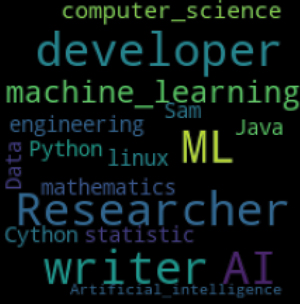 computer_science
developer
machine_learning
Sam
engineering
Java
ML
Python
linux
Data
mathematics
Researcher
Cython
statistic
writer
AI
Artificial_intelligence